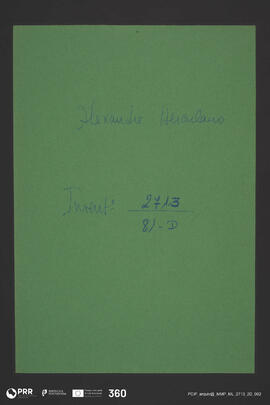 Alexandre Herculano
Invent: 2713
81-D
PRR
360